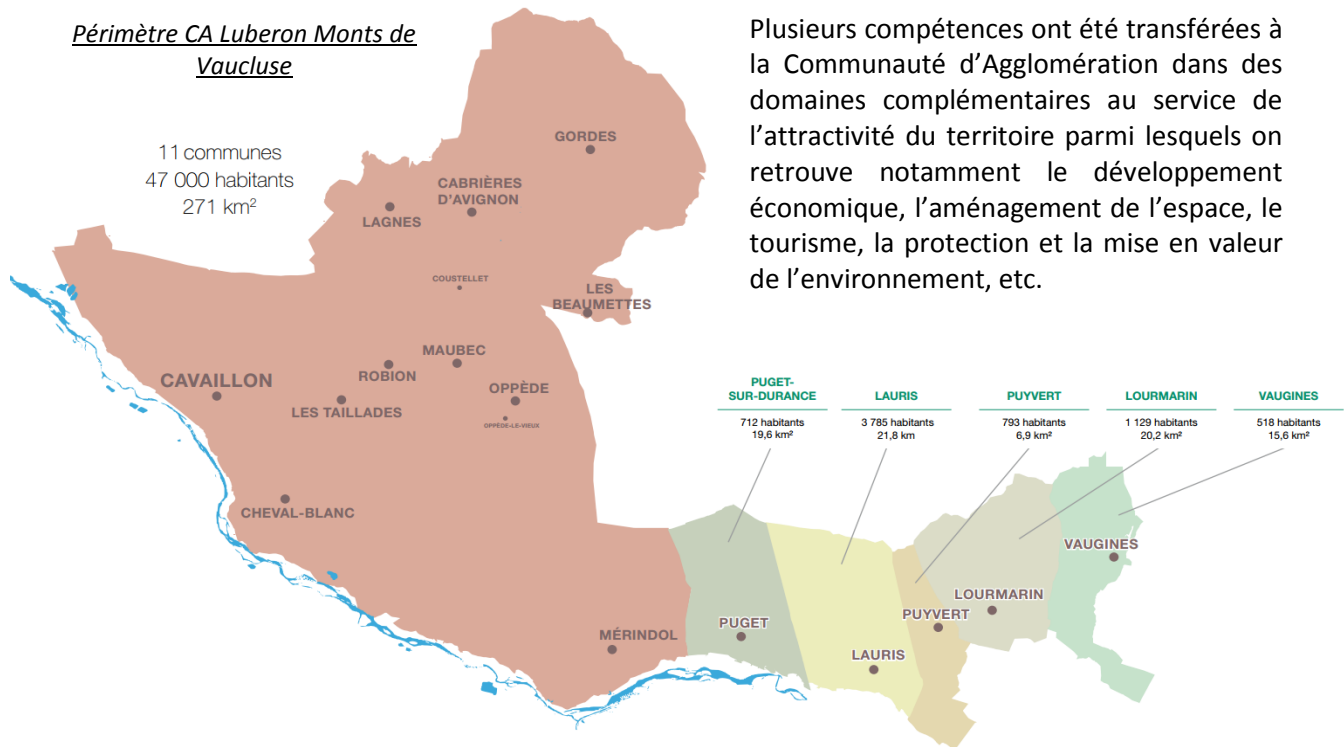 Périmètre CA Luberon Monts de
Vaucluse
11 communes
47 000 habitants
271 km²
Plusieurs compétences ont été transférées à
la Communauté d’Agglomération dans des
domaines complémentaires au service de
l’attractivité du territoire parmi lesquels on
retrouve notamment le développement
économique, l’aménagement de l’espace, le
tourisme, la protection et la mise en valeur
de l’environnement, etc.
GORDES
CABRIÈRES
D’AVIGNON
LAGNES
COUSTELLET
LES
BEAUMETTES
MAUBEC
ROBION
CAVAILLON
OPPÈDE
LES TAILLADES
OPPÈDE-LE-VIEUX
CHEVAL-BLANC
MÉRINDOL
PUGET-
SUR-DURANCE
712 habitants
19,6 km²
LAURIS
3 785 habitants
21,8 km
PUYVERT
793 habitants
6,9 km²
LOURMARIN
1 129 habitants
20,2 km²
VAUGINES
518 habitants
15,6 km²
VAUGINES
LOURMARIN
PUYVERT
PUGET
LAURIS